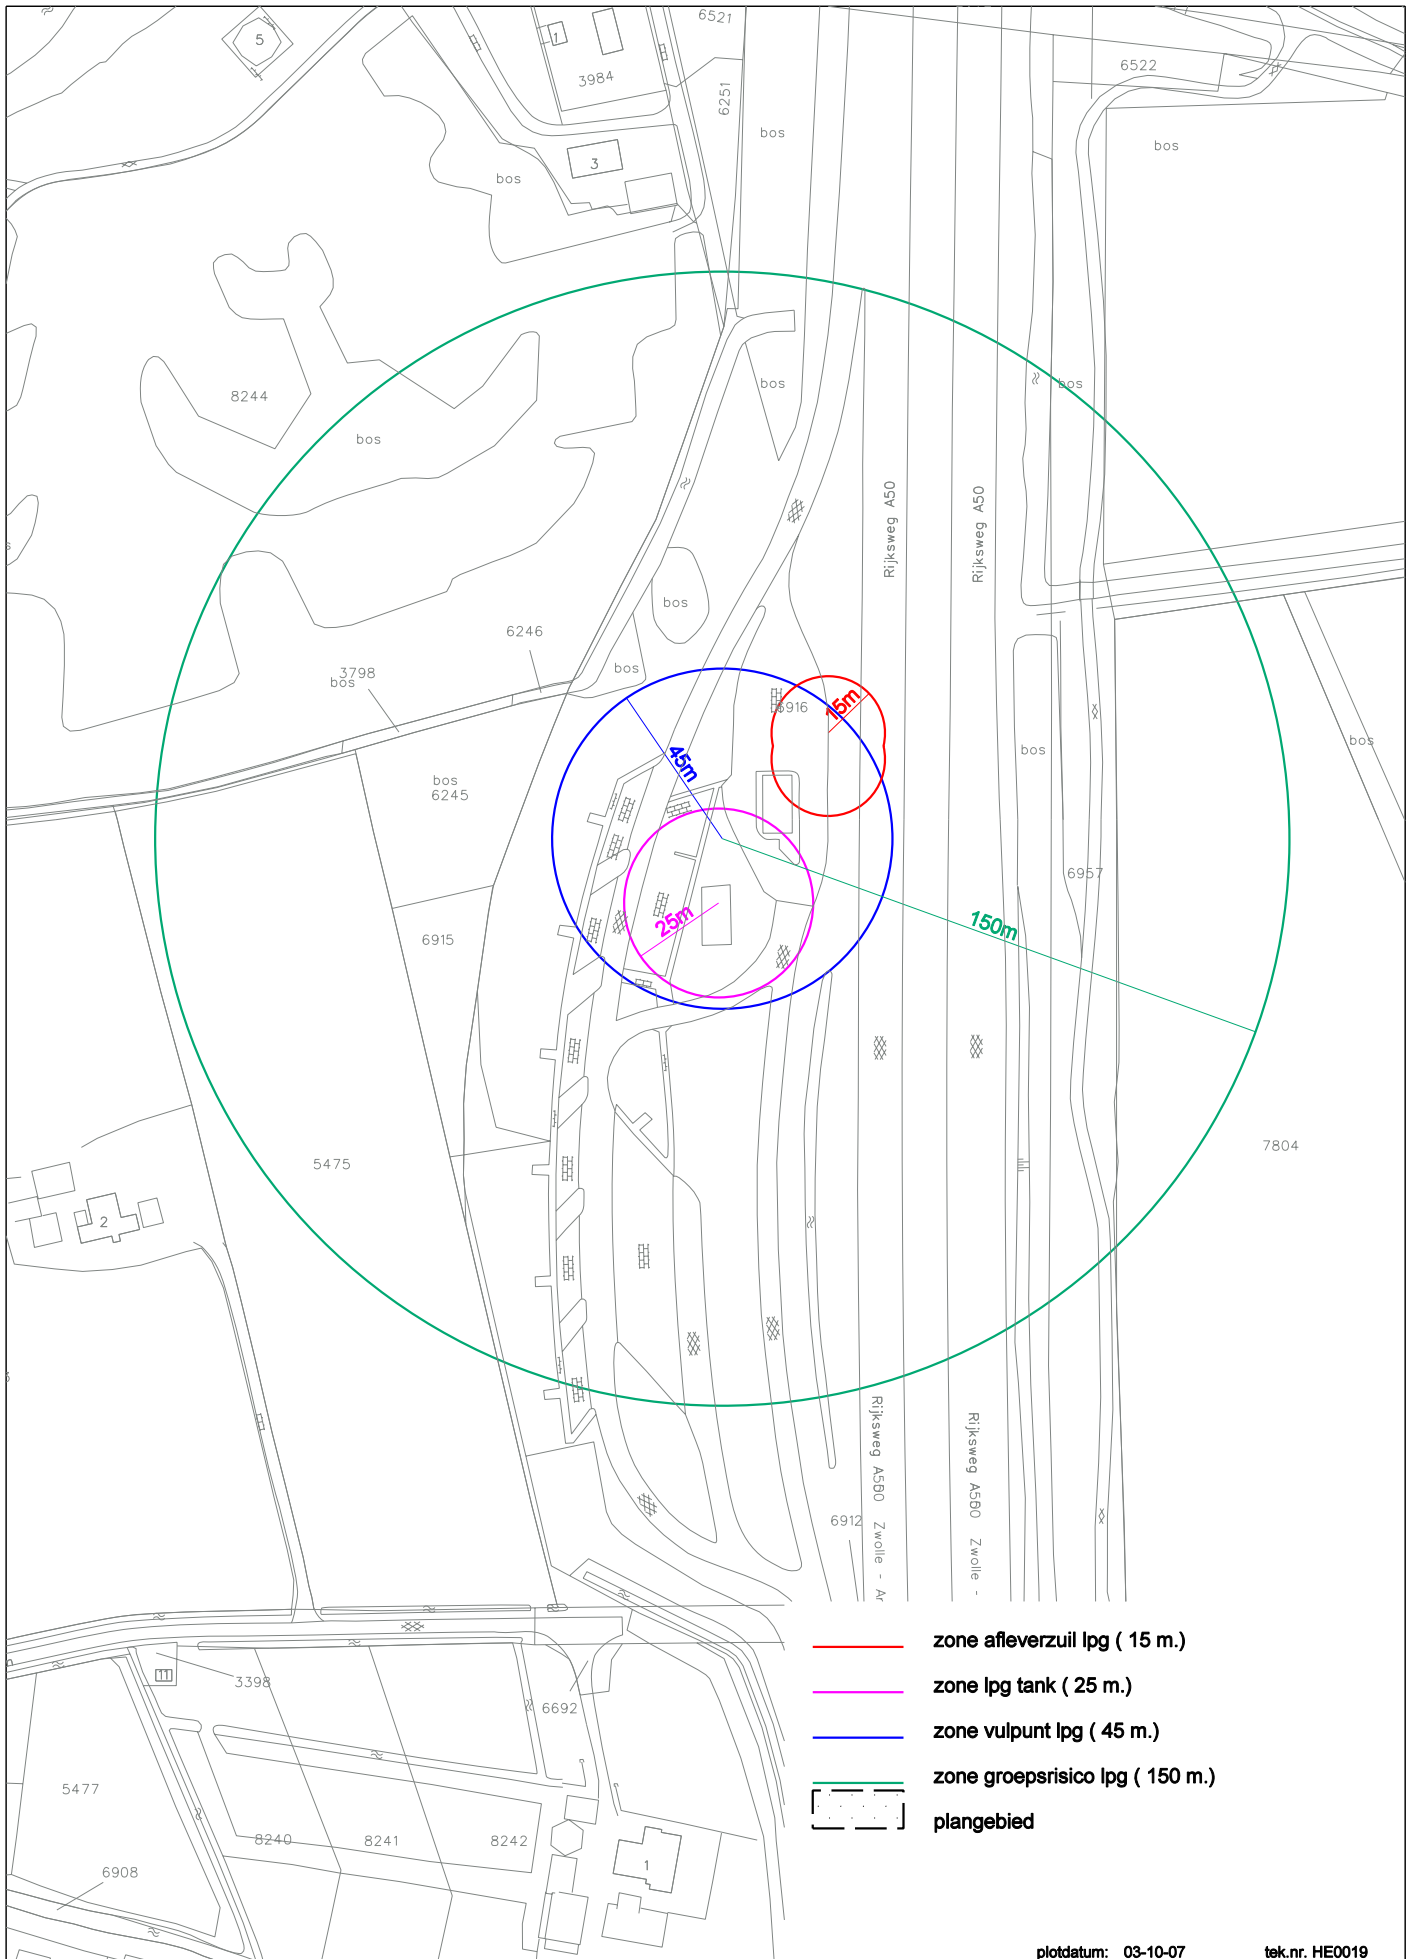 6521
5
1
3984
6251
6522
bos
bos
3
bos
8244
bos
bos
bos
Rijksweg A50
Rijksweg A50
bos
6246
3798
bos
bos
15m
6916
45m
bos
bos
bos
6245
6957
25m
6915
150m
7804
5475
2
Rijksweg A50
Rijksweg A50
6912
Zwolle - Ar
Zwolle -
zone afleverzuil lpg ( 15 m.)
11
3398
zone lpg tank ( 25 m.)
6692
zone vulpunt lpg ( 45 m.)
zone groepsrisico lpg ( 150 m.)
5477
plangebied
8240
8241
8242
1
6908
plotdatum: 03-10-07
tek.nr. HE0019